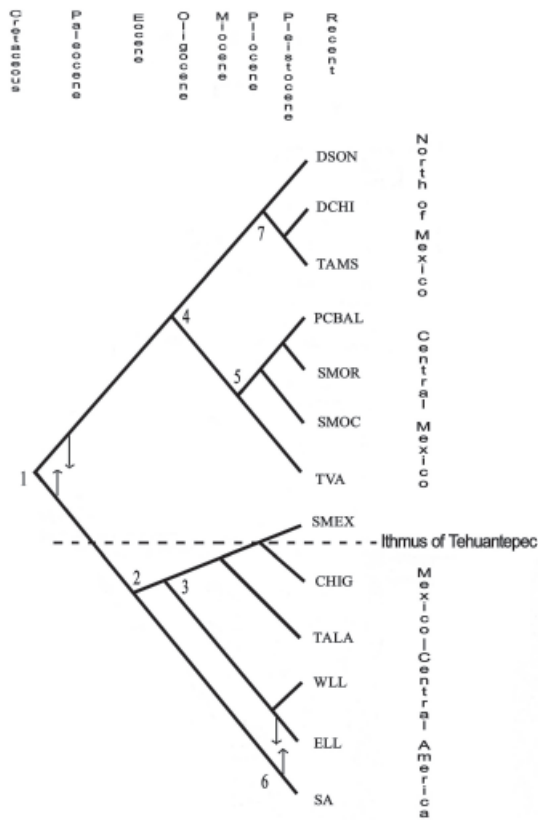 Cretaceous
Paleocene
Eocene
Oligocene
Miocene
Pliocene
Pleistocene
Recent
DSON
DCHI
7
TAMS
North of Mexico
4
PCBAL
5
SMOR
SMOC
Central Mexico
1
TVA
SMEX
Ithmus of Tehuantepec
2
3
CHIG
TALA
WLL
ELL
6
SA
Mexico/Central America